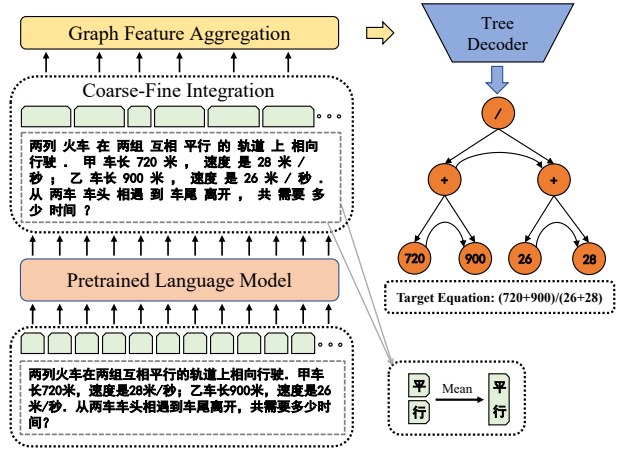 Graph Feature Aggregation
Tree
Decoder
Coarse-Fine Integration
两列 火车 在 两组 互相 平行 的 轨道 上 相向
行驶 . 甲 车长 720 米 , 速度 是 28 米 /
秒 ; 乙 车长 900 米 , 速度 是 26 米 / 秒 .
从 两车 车头 相遇 到 车尾 离开 , 共 需要 多
少 时间 ?
/
+ +
720 900 26 28
Target Equation: (720+900)/(26+28)
Pretrained Language Model
两列火车在两组互相平行的轨道上相向行驶. 甲车
长720米, 速度是28米/秒; 乙车长900米, 速度是26
米/秒. 从两车车头相遇到车尾离开, 共需要多少时
间?
平
行
Mean
平
行